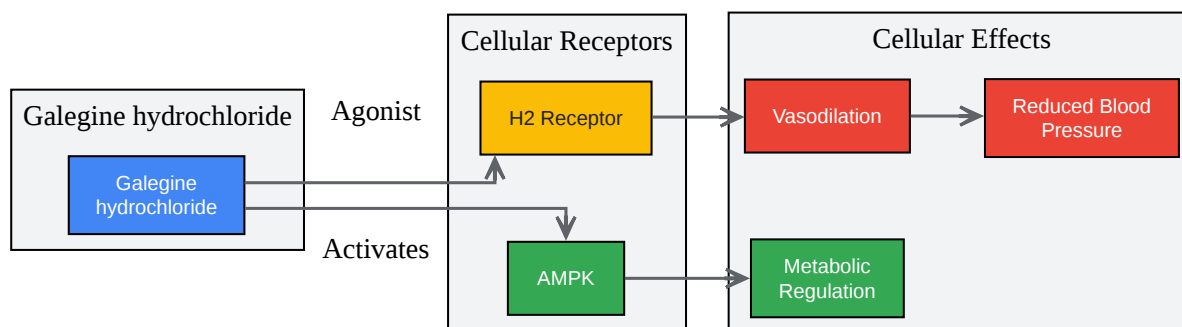 Galegine hydrochloride
Galegine
hydrochloride
Agonist
Activates
Cellular Receptors
H2 Receptor
AMPK
Cellular Effects
Vasodilation
Reduced Blood
Pressure
Metabolic
Regulation